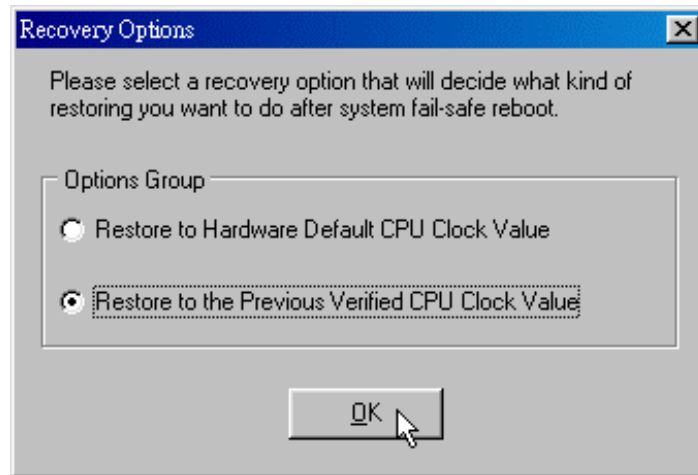 Recovery Options
Please select a recovery option that will decide what kind of
restoring you want to do after system fail-safe reboot.
Options Group
Restore to Hardware Default CPU Clock Value
Restore to the Previous Verified CPU Clock Value
OK